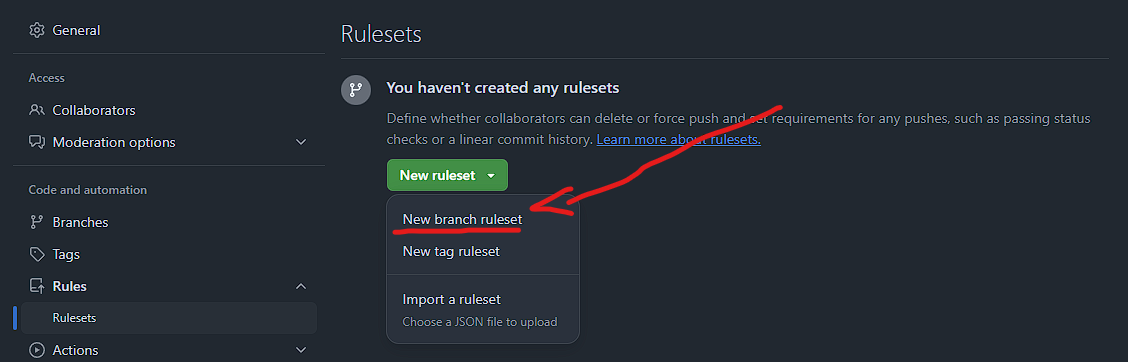 General
Access
Collaborators
Moderation options
Code and automation
Branches
Tags
Rules
Rulesets
Actions
Rulesets
You haven't created any rulesets
Define whether collaborators can delete or force push and set requirements for any pushes, such as passing status
checks or a linear commit history. Learn more about rulesets.
New ruleset
New branch ruleset
New tag ruleset
Import a ruleset
Choose a JSON file to upload